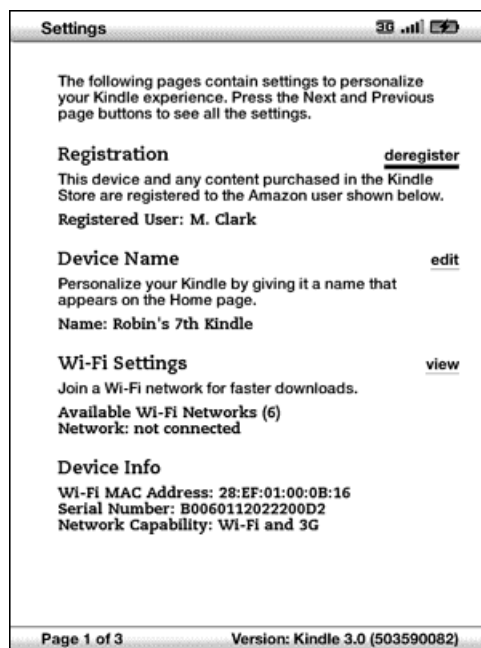 Settings 3G
The following pages contain settings to personalize
your Kindle experience. Press the Next and Previous
page buttons to see all the settings.
Registration deregister
This device and any content purchased in the Kindle
Store are registered to the Amazon user shown below.
Registered User: M. Clark
Device Name edit
Personalize your Kindle by giving it a name that
appears on the Home page.
Name: Robin's 7th Kindle
Wi-Fi Settings view
Join a Wi-Fi network for faster downloads.
Available Wi-Fi Networks (6)
Network: not connected
Device Info
Wi-Fi MAC Address: 28:EF:01:00:0B:16
Serial Number: B0060112022200D2
Network Capability: Wi-Fi and 3G
Page 1 of 3 Version: Kindle 3.0 (503590082)